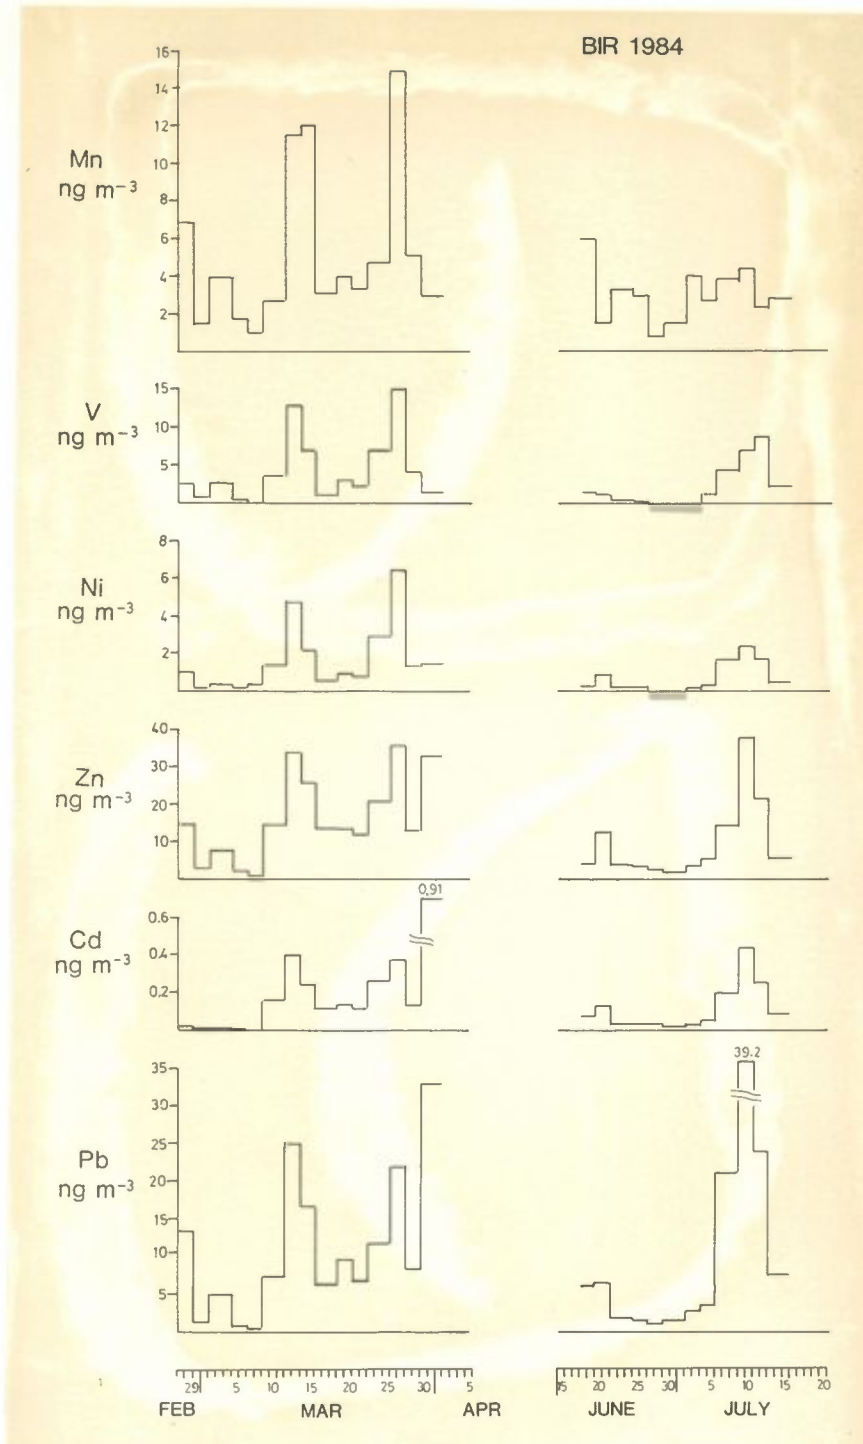 BIR 1984
Mn
ng m⁻³
16
14
12
10
8
6
4
2
V
ng m⁻³
15
10
5
Ni
ng m⁻³
8
6
4
2
Zn
ng m⁻³
40
30
20
10
Cd
ng m⁻³
0.6
0.4
0.2
0.91
Pb
ng m⁻³
35
30
25
20
15
10
5
39.2
29 5 10 15 20 25 30 5
FEB MAR APR
15 20 25 30 5 10 15 20
JUNE JULY